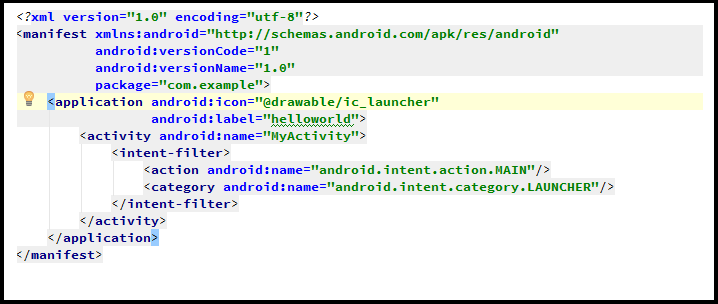 <?xml version="1.0" encoding="utf-8"?>
<manifest xmlns:android="http://schemas.android.com/apk/res/android"
          android:versionCode="1"
          android:versionName="1.0"
          package="com.example">
    <application android:icon="@drawable/ic_launcher"
                 android:label="helloworld">
        <activity android:name="MyActivity">
            <intent-filter>
                <action android:name="android.intent.action.MAIN"/>
                <category android:name="android.intent.category.LAUNCHER"/>
            </intent-filter>
        </activity>
    </application>
</manifest>